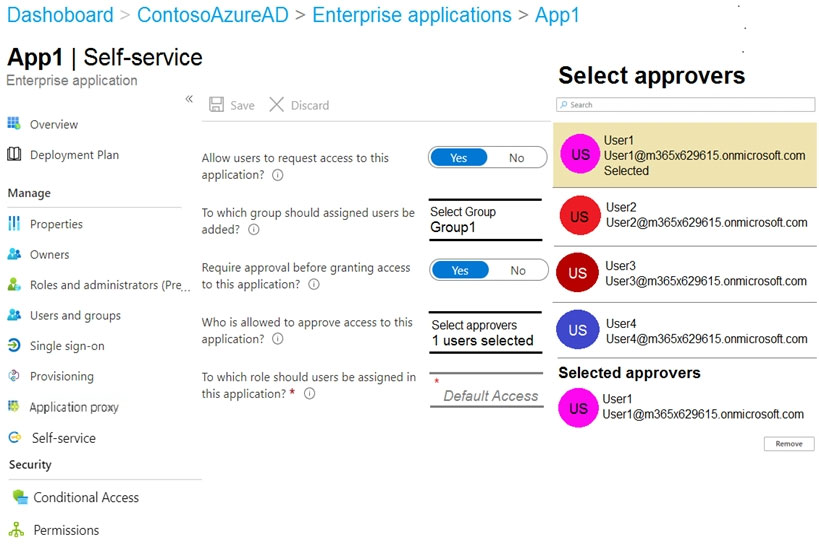 Dashoboard > ContosoAzureAD > Enterprise applications > App1
App1 | Self-service
Enterprise application
«
Overview
Deployment Plan
Manage
Properties
Owners
Roles and administrators (Pre...
Users and groups
Single sign-on
Provisioning
Application proxy
Self-service
Security
Conditional Access
Permissions
Save Discard
Allow users to request access to this
application?
Yes No
To which group should assigned users be
added?
Select Group
Group1
Require approval before granting access
to this application?
Yes No
Who is allowed to approve access to this
application?
Select approvers
1 users selected
To which role should users be assigned in
this application? *
*
Default Access
Select approvers
Search
US
User1
User1@m365x629615.onmicrosoft.com
Selected
US
User2
User2@m365x629615.onmicrosoft.com
US
User3
User3@m365x629615.onmicrosoft.com
US
User4
User4@m365x629615.onmicrosoft.com
Selected approvers
US
User1
User1@m365x629615.onmicrosoft.com
Remove